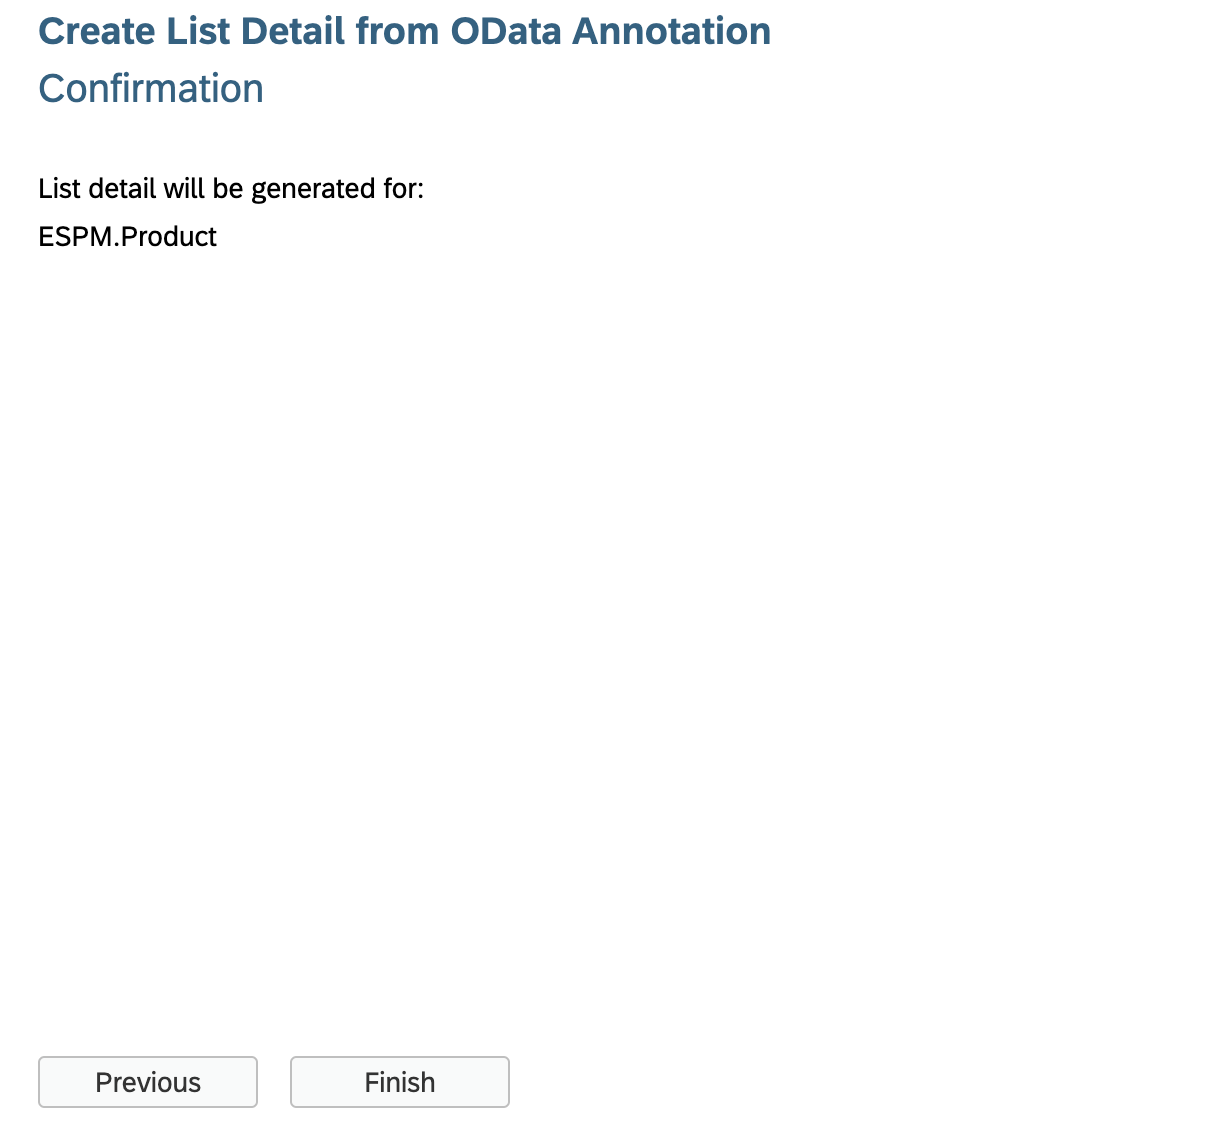 Create List Detail from OData Annotation
Confirmation
List detail will be generated for:
ESPM.Product
Previous
Finish